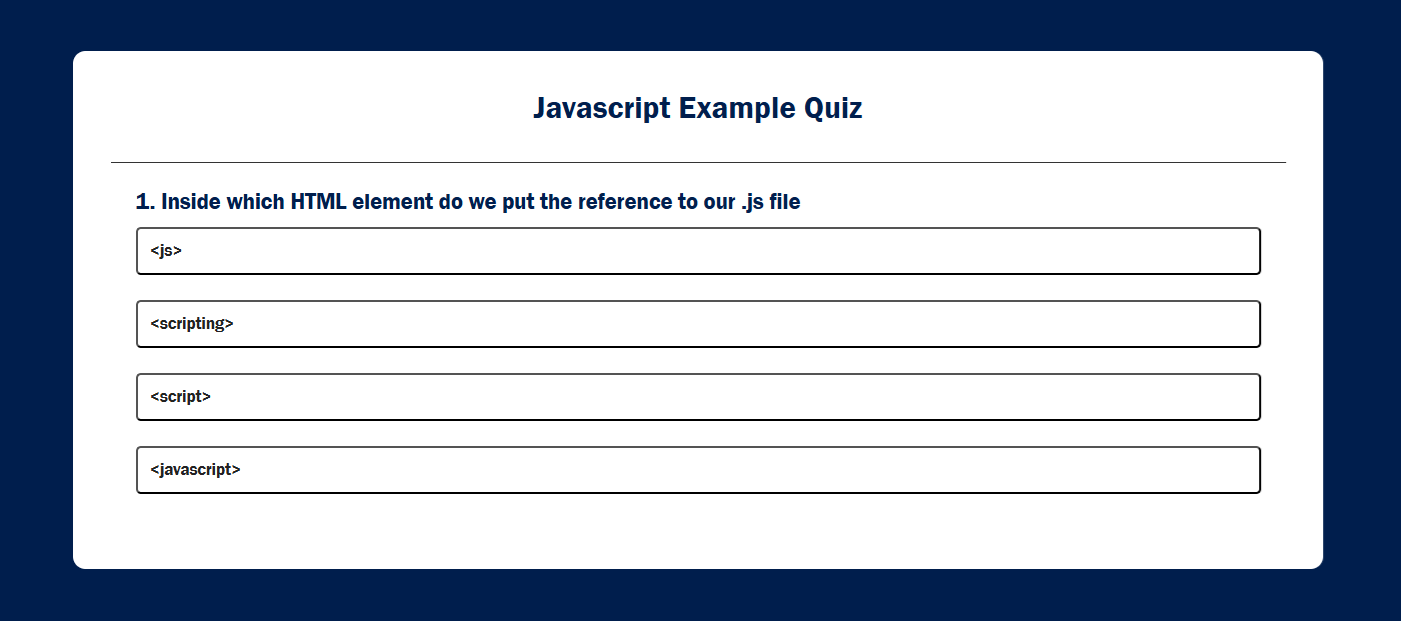 Javascript Example Quiz
1. Inside which HTML element do we put the reference to our .js file
<js>
<scripting>
<script>
<javascript>